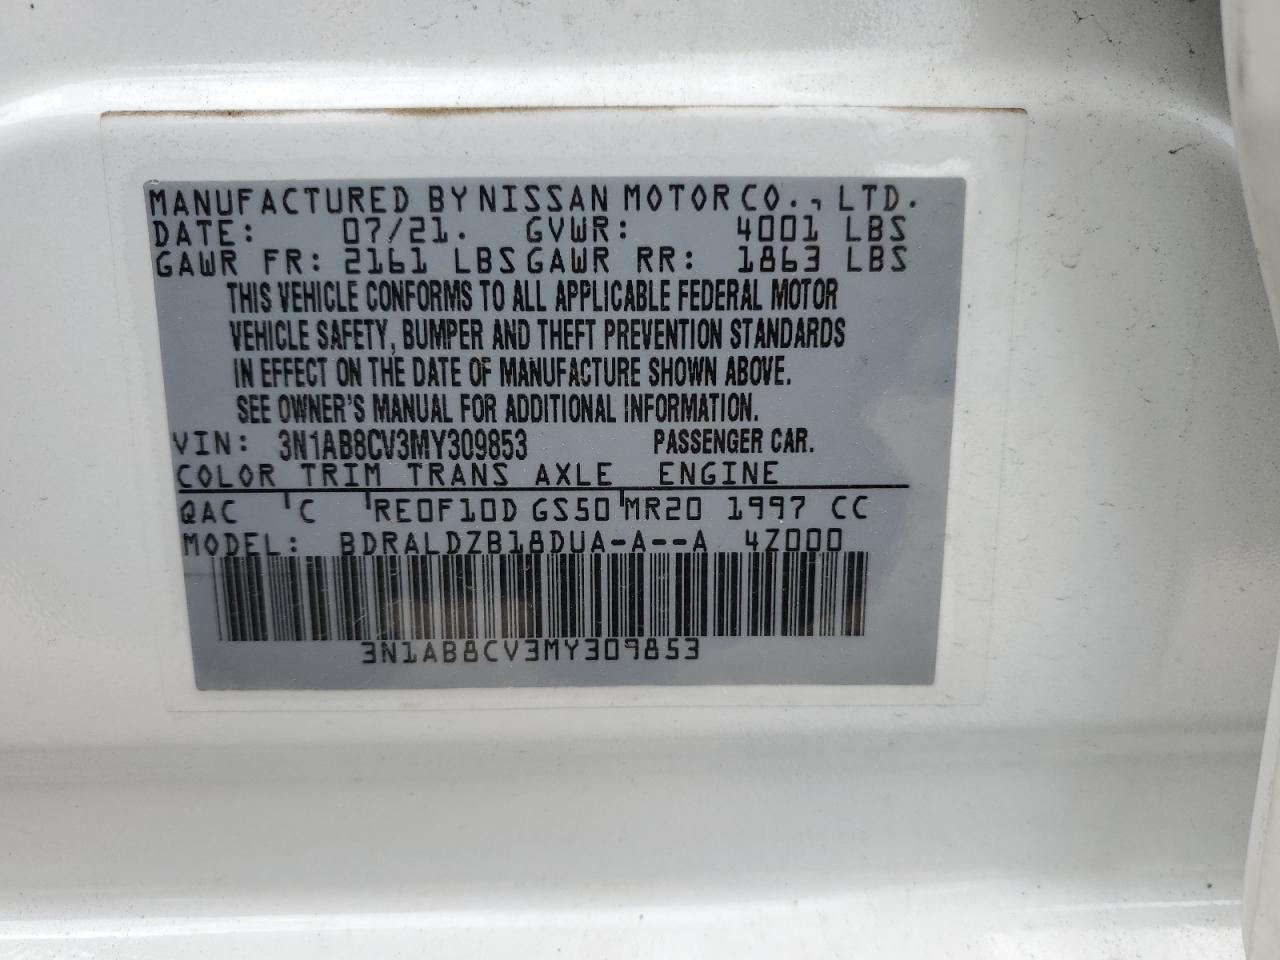 MANUFACTURED BY NISSAN MOTOR CO., LTD.
DATE: 07/21. GVWR: 4001 LBS
GAWR FR: 2161 LBS GAWR RR: 1863 LBS
THIS VEHICLE CONFORMS TO ALL APPLICABLE FEDERAL MOTOR
VEHICLE SAFETY, BUMPER AND THEFT PREVENTION STANDARDS
IN EFFECT ON THE DATE OF MANUFACTURE SHOWN ABOVE.
SEE OWNER'S MANUAL FOR ADDITIONAL INFORMATION.
VIN: 3N1AB8CV3MY309853 PASSENGER CAR.
COLOR TRIM TRANS AXLE ENGINE
QAC C RE0F10D GS50 MR20 1997 CC
MODEL: BDRALDZB18DUA-A--A 4Z000
3N1AB8CV3MY309853